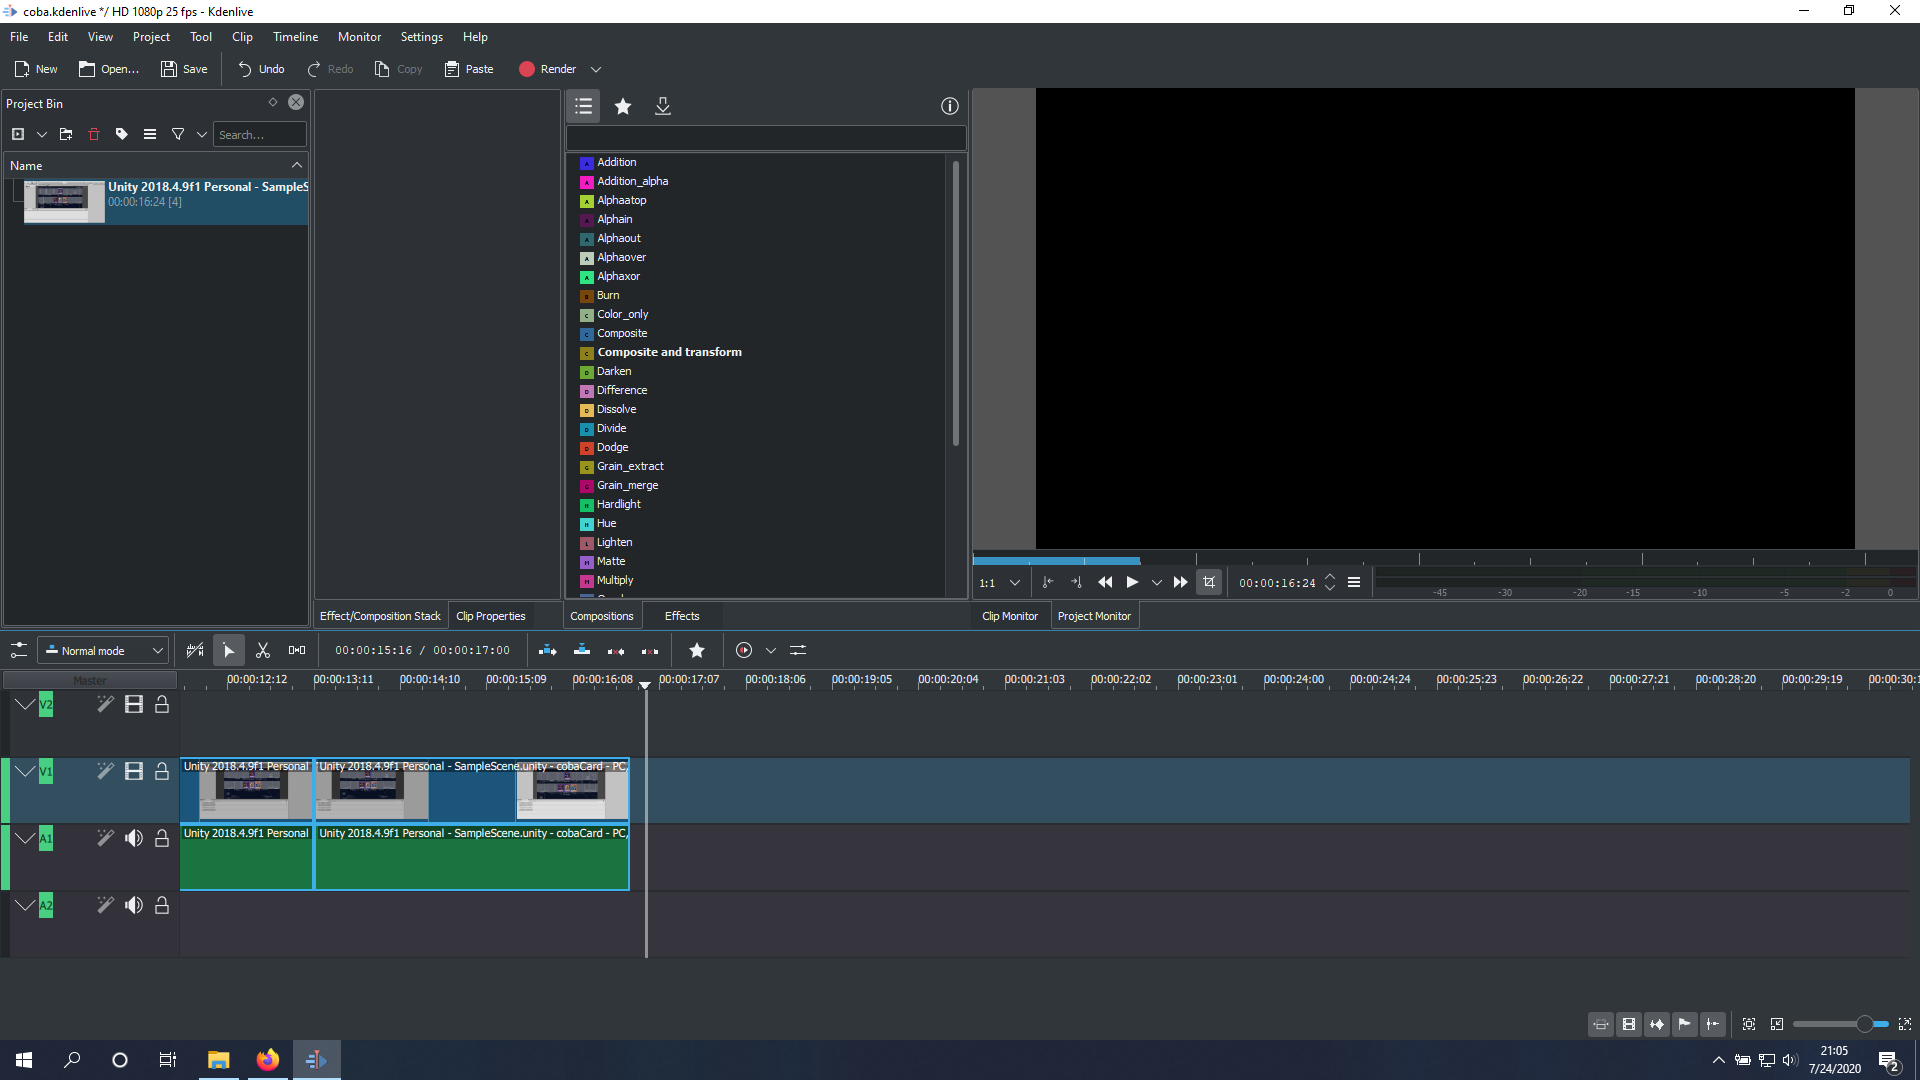 coba.kdenlive */ HD 1080p 25 fps - Kdenlive
File Edit View Project Tool Clip Timeline Monitor Settings Help
New Open... Save Undo Redo Copy Paste Render
Project Bin
Search...
Name
Unity 2018.4.9f1 Personal - SampleS
00:00:16:24 [4]
Addition
Addition_alpha
Alphaatop
Alphain
Alphaout
Alphaover
Alphaxor
Burn
Color_only
Composite
Composite and transform
Darken
Difference
Dissolve
Divide
Dodge
Grain_extract
Grain_merge
Hardlight
Hue
Lighten
Matte
Multiply
1:1 00:00:16:24
-45 -30 -20 -15 -10 -5 -2 0
Effect/Composition Stack Clip Properties Compositions Effects Clip Monitor Project Monitor
Normal mode 00:00:15:16 / 00:00:17:00
Master
00:00:12:12 00:00:13:11 00:00:14:10 00:00:15:09 00:00:16:08 00:00:17:07 00:00:18:06 00:00:19:05 00:00:20:04 00:00:21:03 00:00:22:02 00:00:23:01 00:00:24:00 00:00:24:24 00:00:25:23 00:00:26:22 00:00:27:21 00:00:28:20 00:00:29:19 00:00:30:1
V2
V1 Unity 2018.4.9f1 Personal Unity 2018.4.9f1 Personal - SampleScene.unity - cobaCard - PC,
A1 Unity 2018.4.9f1 Personal Unity 2018.4.9f1 Personal - SampleScene.unity - cobaCard - PC,
A2
21:05
7/24/2020
2